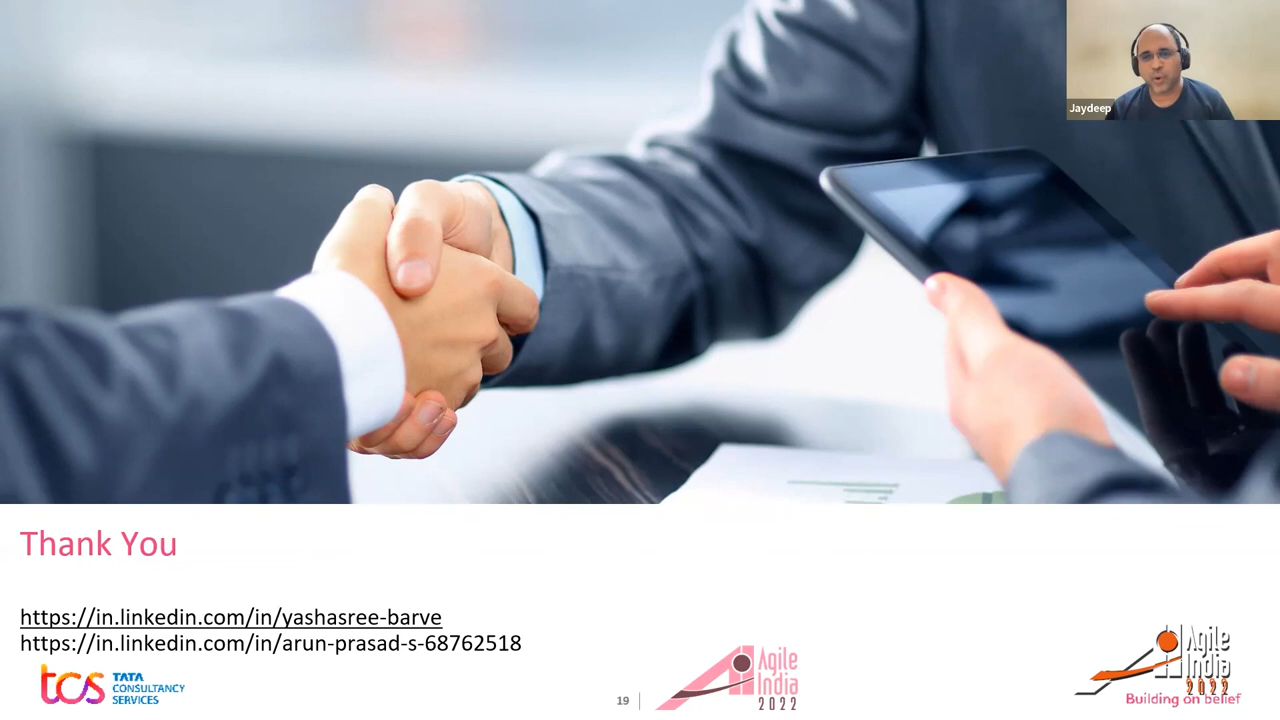 Jaydeep
Thank You
https://in.linkedin.com/in/yashasree-barve
https://in.linkedin.com/in/arun-prasad-s-68762518
tcs TATA
CONSULTANCY
SERVICES
19
Agile
India
2022
Agile
India
2022
Building on belief